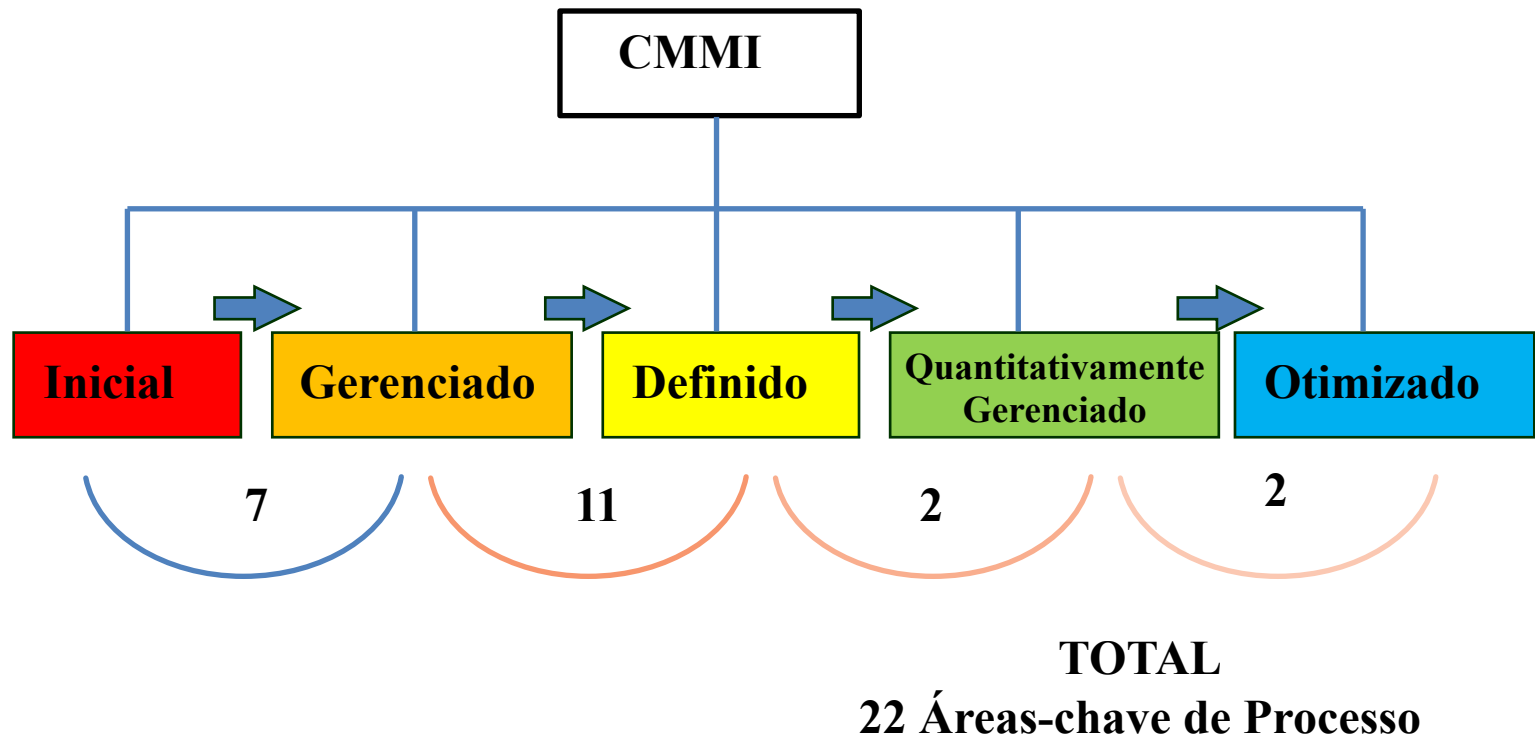 CMMI
Inicial
Gerenciado
Definido
Quantitativamente
Gerenciado
Otimizado
7
11
2
2
TOTAL
22 Áreas-chave de Processo